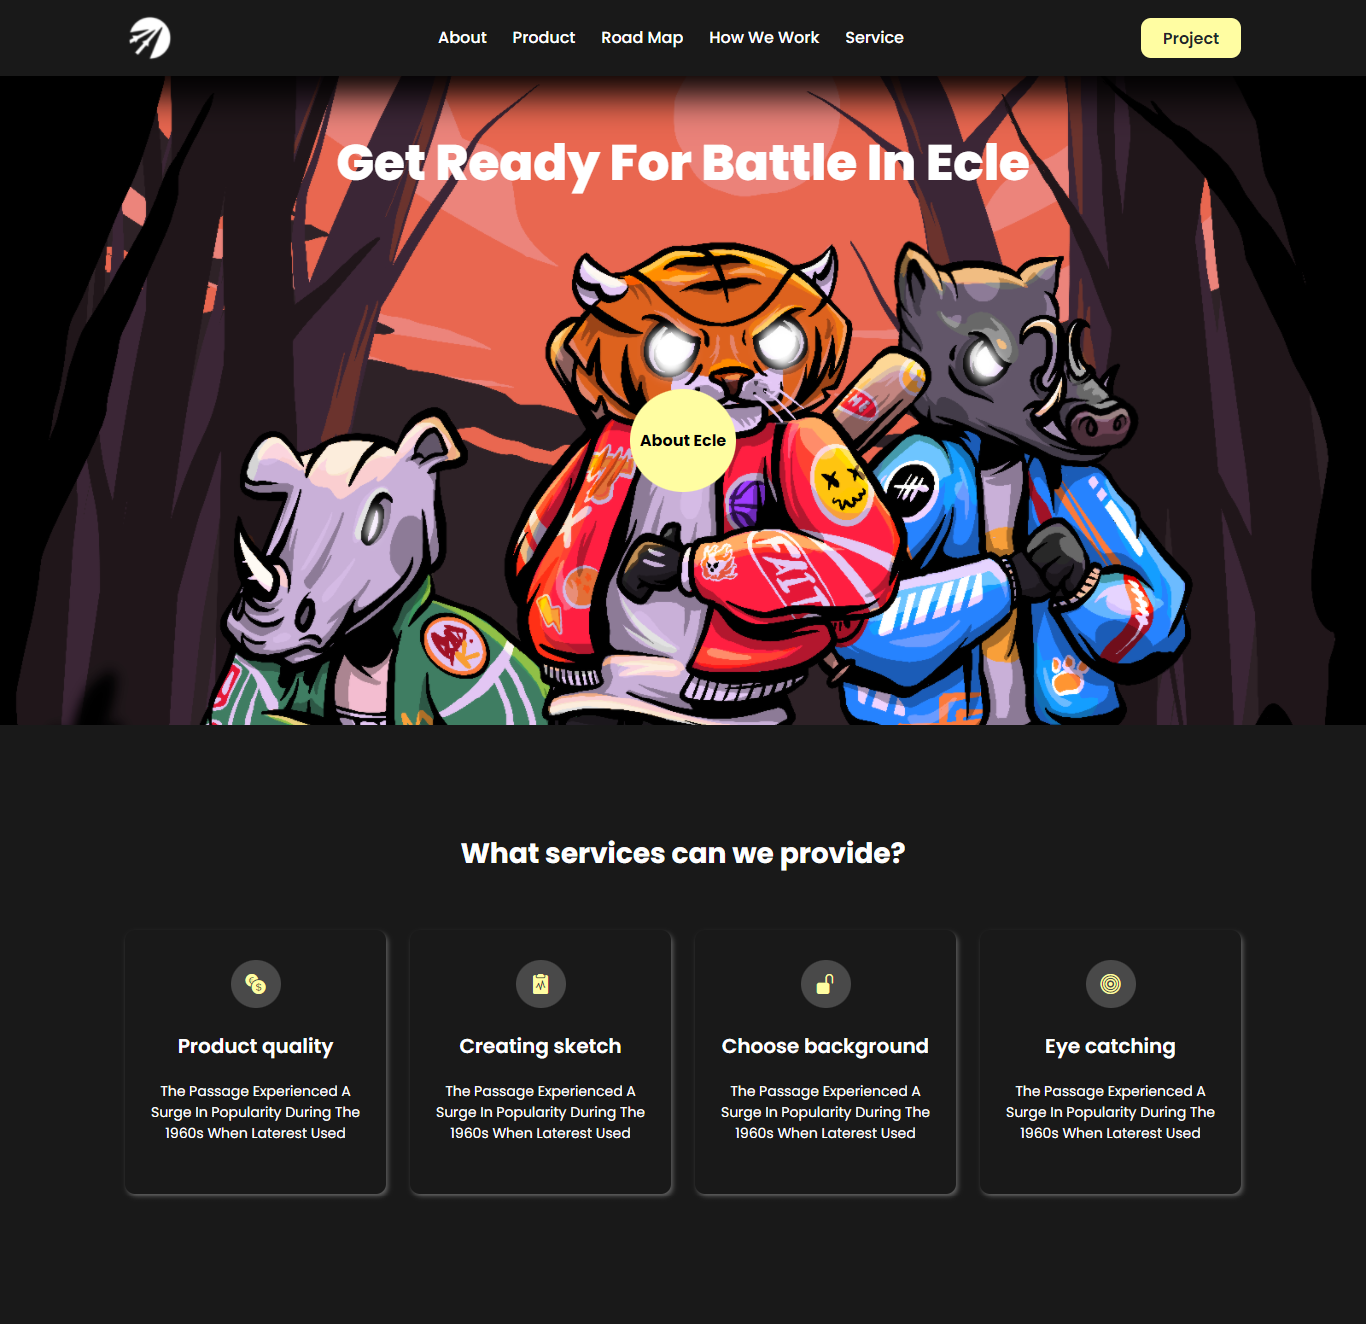 About Product Road Map How We Work Service Project
Get Ready For Battle In Ecle
About Ecle
FAIT
What services can we provide?
Product quality
The Passage Experienced A
Surge In Popularity During The
1960s When Laterest Used
Creating sketch
The Passage Experienced A
Surge In Popularity During The
1960s When Laterest Used
Choose background
The Passage Experienced A
Surge In Popularity During The
1960s When Laterest Used
Eye catching
The Passage Experienced A
Surge In Popularity During The
1960s When Laterest Used